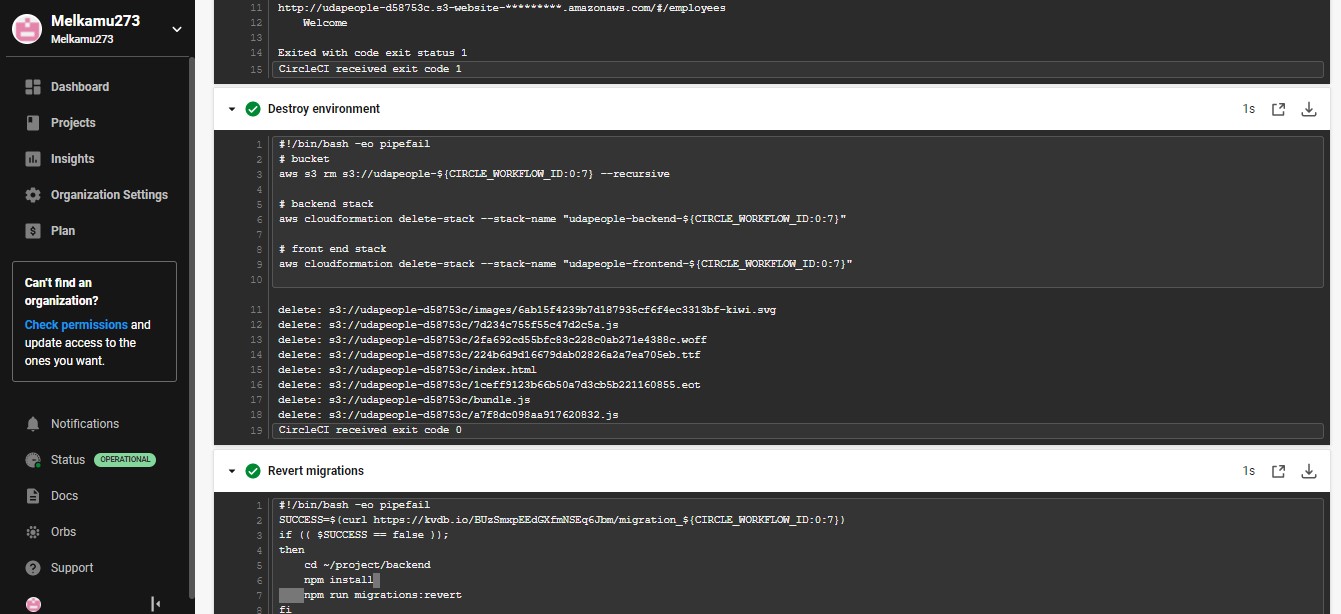 Melkamu273
Melkamu273
Dashboard
Projects
Insights
Organization Settings
Plan
Can't find an
organization?
Check permissions and
update access to the
ones you want.
Notifications
Status OPERATIONAL
Docs
Orbs
Support
11 http://udapeople-d58753c.s3-website-*********.amazonaws.com/#/employees
12 Welcome
13
14 Exited with code exit status 1
15 CircleCI received exit code 1
Destroy environment 1s
1 #!/bin/bash -eo pipefail
2 # bucket
3 aws s3 rm s3://udapeople-${CIRCLE_WORKFLOW_ID:0:7} --recursive
4
5 # backend stack
6 aws cloudformation delete-stack --stack-name "udapeople-backend-${CIRCLE_WORKFLOW_ID:0:7}"
7
8 # front end stack
9 aws cloudformation delete-stack --stack-name "udapeople-frontend-${CIRCLE_WORKFLOW_ID:0:7}"
10
11 delete: s3://udapeople-d58753c/images/6ab15f4239b7d187935cf6f4ec3313bf-kiwi.svg
12 delete: s3://udapeople-d58753c/7d234c755f55c47d2c5a.js
13 delete: s3://udapeople-d58753c/2fa692cd55bfc83c228c0ab271e4388c.woff
14 delete: s3://udapeople-d58753c/224b6d9d16679dab02826a2a7ea705eb.ttf
15 delete: s3://udapeople-d58753c/index.html
16 delete: s3://udapeople-d58753c/1ceff9123b66b50a7d3cb5b221160855.eot
17 delete: s3://udapeople-d58753c/bundle.js
18 delete: s3://udapeople-d58753c/a7f8dc098aa917620832.js
19 CircleCI received exit code 0
Revert migrations 1s
1 #!/bin/bash -eo pipefail
2 SUCCESS=$(curl https://kvdb.io/BUzSmxpEEdGXfmNSEq6Jbm/migration_${CIRCLE_WORKFLOW_ID:0:7})
3 if (( $SUCCESS == false ));
4 then
5 cd ~/project/backend
6 npm install
7 npm run migrations:revert
8 fi